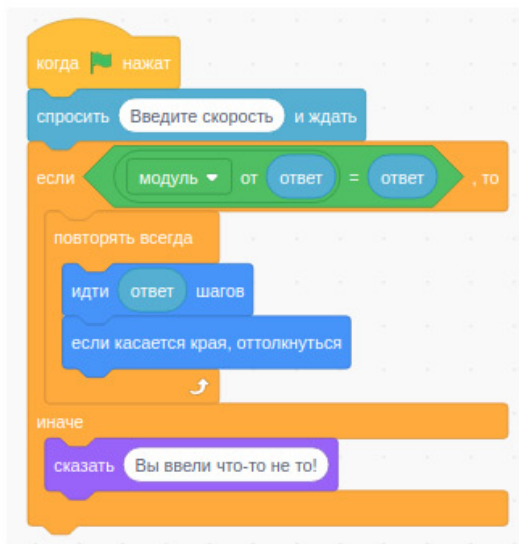 когда нажат
спросить Введите скорость и ждать
если модуль от ответ = ответ , то
повторять всегда
идти ответ шагов
если касается края, оттолкнуться
иначе
сказать Вы ввели что-то не то!